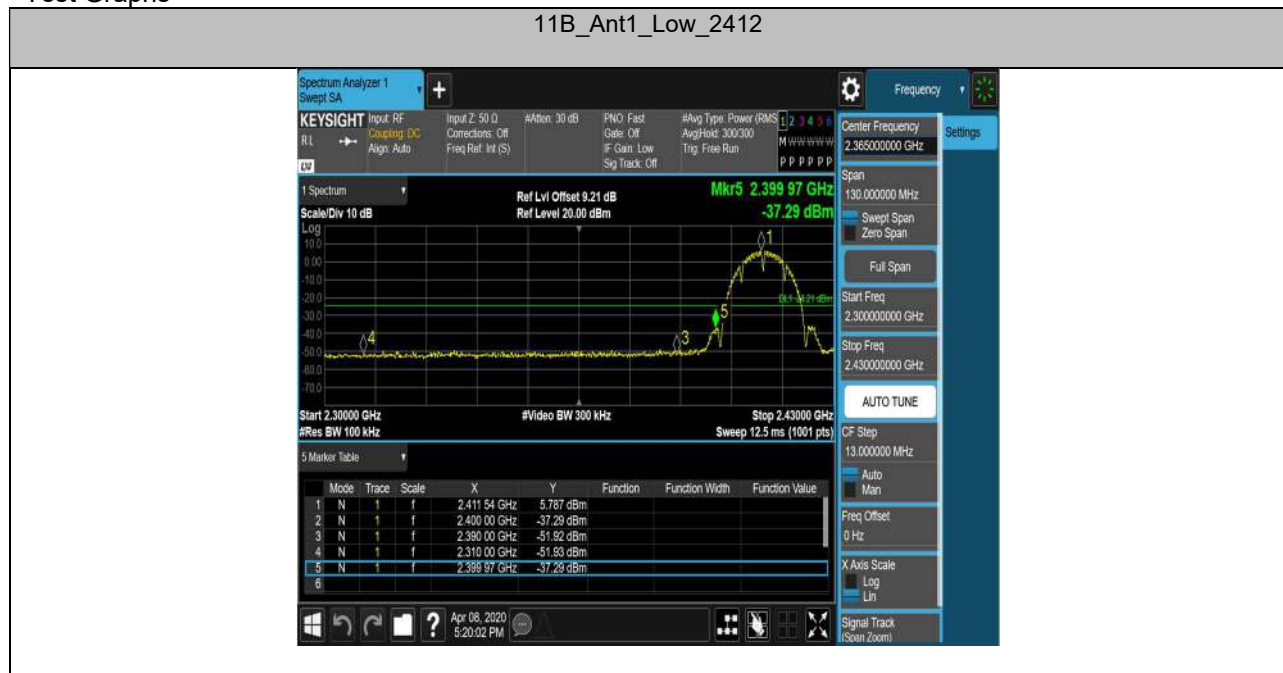 Test Graphs
11B_Ant1_Low_2412
Spectrum Analyzer 1
Swept SA
+
Frequency
KEYSIGHT
RL
Input: RF
Coupling: DC
Align: Auto
Input Z: 50 Ω
Corrections: Off
Freq Ref: Int (S)
#Atten: 30 dB
PNO: Fast
Gate: Off
IF Gain: Low
Sig Track: Off
#Avg Type: Power (RMS
Avg|Hold: 300/300
Trig: Free Run
1 2 3 4 5 6
M W W W W W
P P P P P P
Center Frequency
2.365000000 GHz
Settings
Span
130.000000 MHz
Swept Span
Zero Span
Full Span
Start Freq
2.300000000 GHz
Stop Freq
2.430000000 GHz
AUTO TUNE
CF Step
13.000000 MHz
Auto
Man
Freq Offset
0 Hz
X Axis Scale
Log
Lin
Signal Track
(Span Zoom)
1 Spectrum
Scale/Div 10 dB
Ref Lvl Offset 9.21 dB
Ref Level 20.00 dBm
Mkr5 2.399 97 GHz
-37.29 dBm
Log
10.0
0.00
-10.0
-20.0
-30.0
-40.0
-50.0
-60.0
-70.0
1
DL1 -24.21 dBm
5
4
3
Start 2.30000 GHz
#Video BW 300 kHz
Stop 2.43000 GHz
#Res BW 100 kHz
Sweep 12.5 ms (1001 pts)
5 Marker Table
Mode Trace Scale X Y Function Function Width Function Value
1 N 1 f 2.411 54 GHz 5.787 dBm
2 N 1 f 2.400 00 GHz -37.29 dBm
3 N 1 f 2.390 00 GHz -51.92 dBm
4 N 1 f 2.310 00 GHz -51.93 dBm
5 N 1 f 2.399 97 GHz -37.29 dBm
6
?
Apr 08, 2020
5:20:02 PM